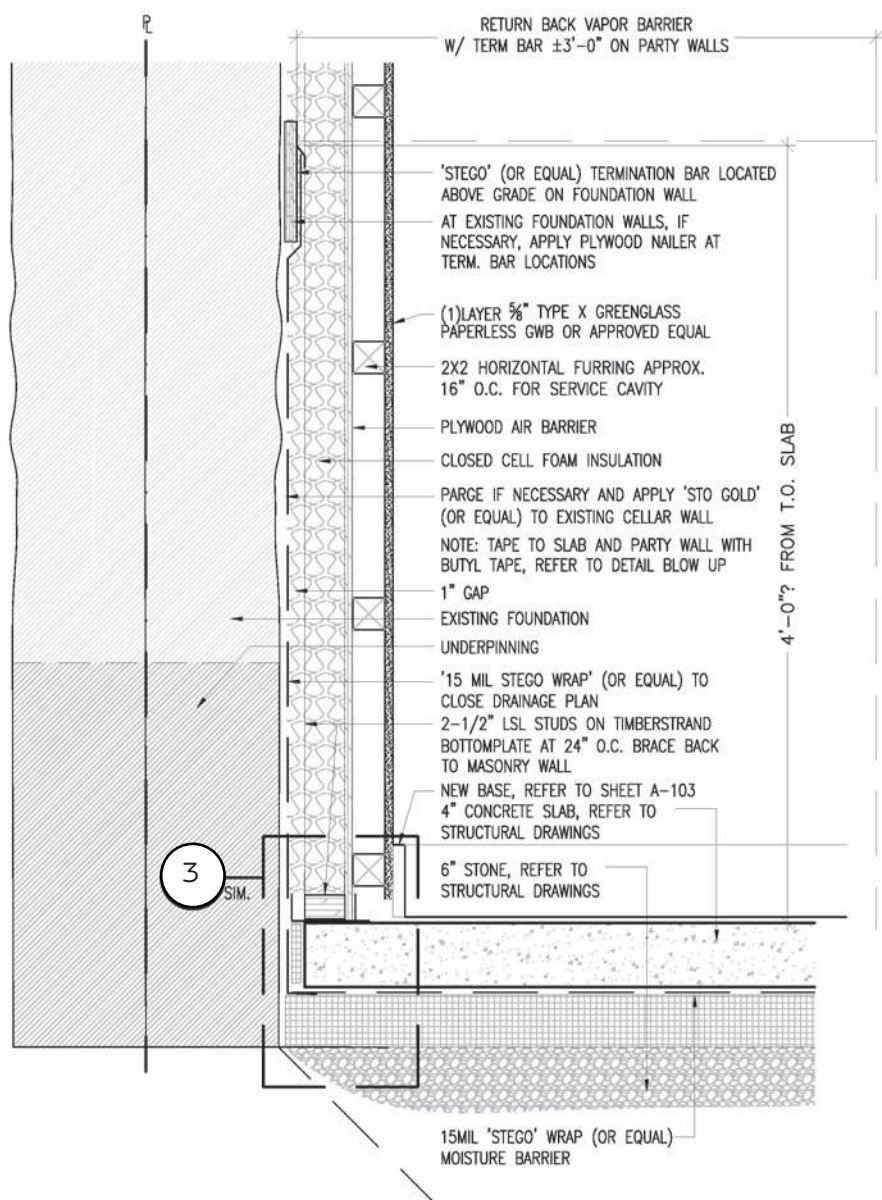 PL
RETURN BACK VAPOR BARRIER
W/ TERM BAR ±3'-0" ON PARTY WALLS
'STEGO' (OR EQUAL) TERMINATION BAR LOCATED
ABOVE GRADE ON FOUNDATION WALL
AT EXISTING FOUNDATION WALLS, IF
NECESSARY, APPLY PLYWOOD NAILER AT
TERM. BAR LOCATIONS
(1)LAYER ⅝" TYPE X GREENGLASS
PAPERLESS GWB OR APPROVED EQUAL
2X2 HORIZONTAL FURRING APPROX.
16" O.C. FOR SERVICE CAVITY
PLYWOOD AIR BARRIER
CLOSED CELL FOAM INSULATION
PARGE IF NECESSARY AND APPLY 'STO GOLD'
(OR EQUAL) TO EXISTING CELLAR WALL
NOTE: TAPE TO SLAB AND PARTY WALL WITH
BUTYL TAPE, REFER TO DETAIL BLOW UP
1" GAP
EXISTING FOUNDATION
UNDERPINNING
'15 MIL STEGO WRAP' (OR EQUAL) TO
CLOSE DRAINAGE PLAN
2-1/2" LSL STUDS ON TIMBERSTRAND
BOTTOMPLATE AT 24" O.C. BRACE BACK
TO MASONRY WALL
NEW BASE, REFER TO SHEET A-103
4" CONCRETE SLAB, REFER TO
STRUCTURAL DRAWINGS
6" STONE, REFER TO
STRUCTURAL DRAWINGS
4'-0"? FROM T.O. SLAB
3
SIM.
15MIL 'STEGO' WRAP (OR EQUAL)
MOISTURE BARRIER